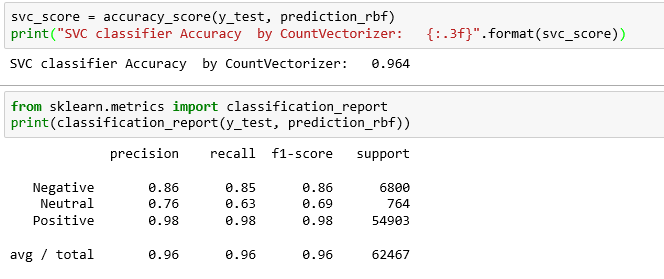 svc_score = accuracy_score(y_test, prediction_rbf)
print("SVC classifier Accuracy  by CountVectorizer:   {:.3f}".format(svc_score))
SVC classifier Accuracy  by CountVectorizer:   0.964
from sklearn.metrics import classification_report
print(classification_report(y_test, prediction_rbf))
             precision    recall  f1-score   support
   Negative       0.86      0.85      0.86      6800
    Neutral       0.76      0.63      0.69       764
   Positive       0.98      0.98      0.98     54903
avg / total       0.96      0.96      0.96     62467